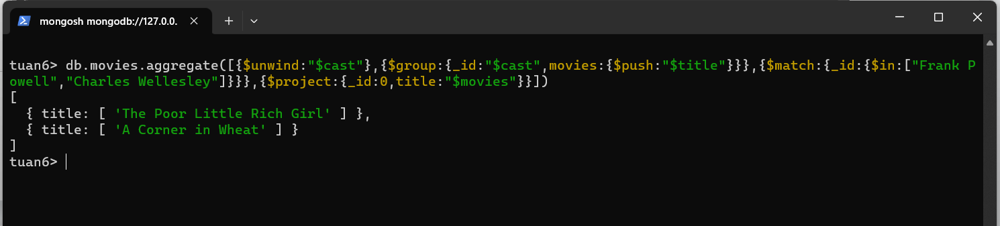 mongosh mongodb://127.0.0.
tuan6> db.movies.aggregate([{$unwind:"$cast"},{$group:{_id:"$cast",movies:{$push:"$title"}}},{$match:{_id:{$in:["Frank P
owell","Charles Wellesley"]}}},{$project:{_id:0,title:"$movies"}}])
[
  { title: [ 'The Poor Little Rich Girl' ] },
  { title: [ 'A Corner in Wheat' ] }
]
tuan6>